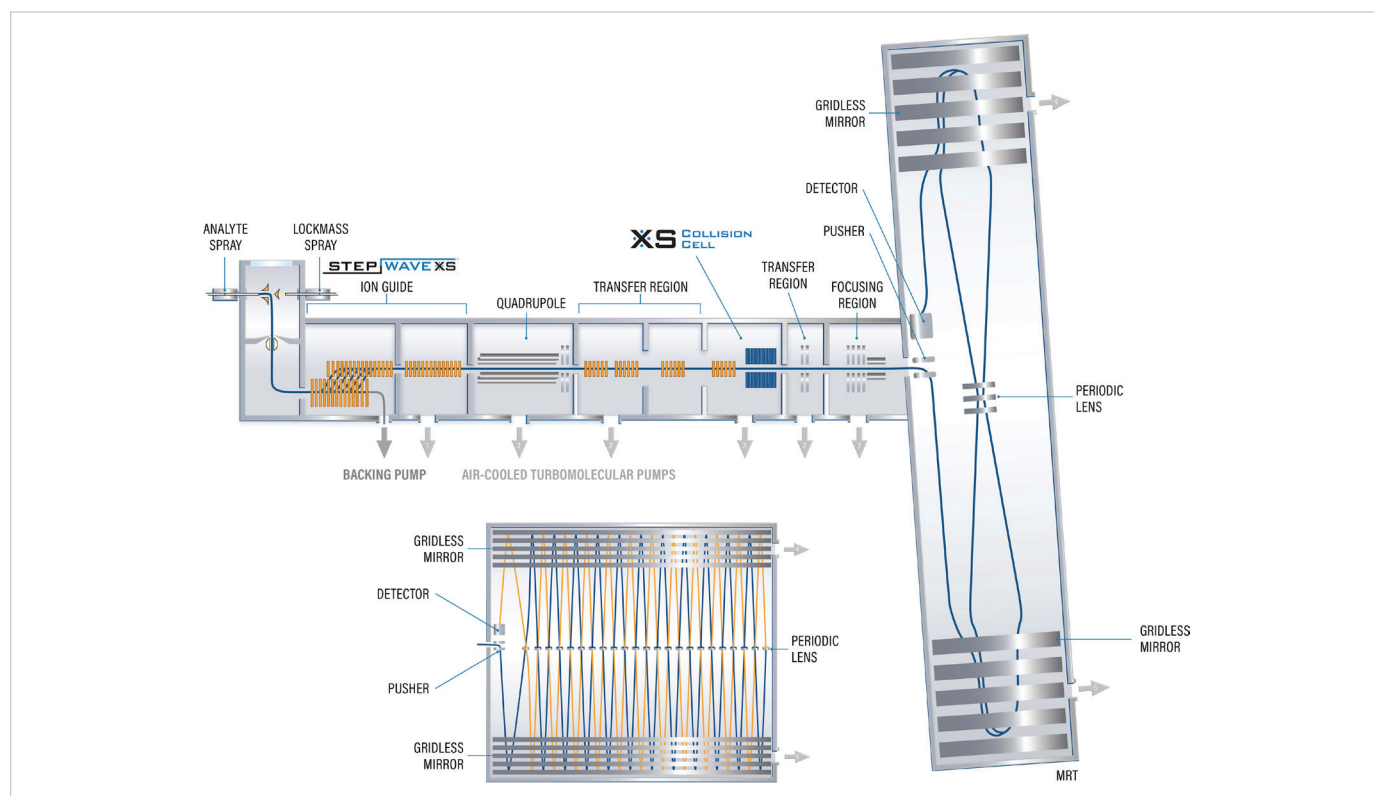 GRIDLESS
MIRROR
DETECTOR
PUSHER
ANALYTE
SPRAY
LOCKMASS
SPRAY
STEPWAVE XS
ION GUIDE
QUADRUPOLE
TRANSFER REGION
XS COLLISION
CELL
TRANSFER
REGION
FOCUSING
REGION
PERIODIC
LENS
BACKING PUMP
AIR-COOLED TURBOMOLECULAR PUMPS
GRIDLESS
MIRROR
DETECTOR
PUSHER
GRIDLESS
MIRROR
PERIODIC
LENS
GRIDLESS
MIRROR
MRT